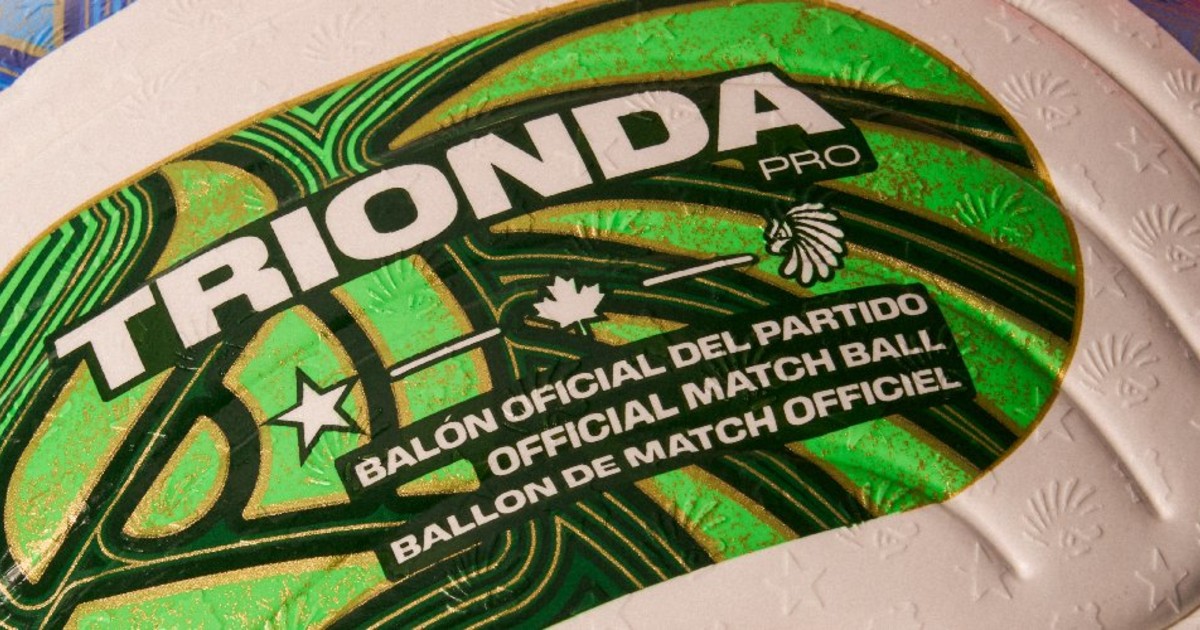 TRIONDA
PRO
BALÓN OFICIAL DEL PARTIDO
OFFICIAL MATCH BALL
BALLON DE MATCH OFFICIEL